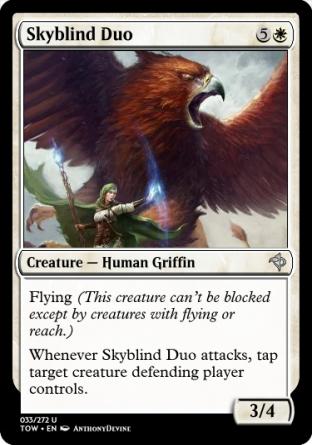 Skyblind Duo 5
Creature — Human Griffin
Flying (This creature can't be blocked
except by creatures with flying or
reach.)
Whenever Skyblind Duo attacks, tap
target creature defending player
controls.
3/4
033/272 U
TOW • EN AnthonyDevine